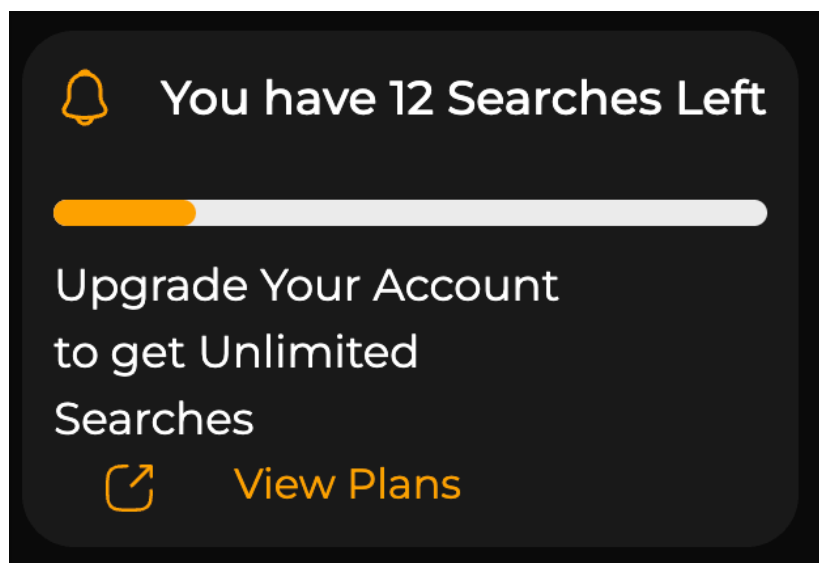 You have 12 Searches Left
Upgrade Your Account
to get Unlimited
Searches
View Plans